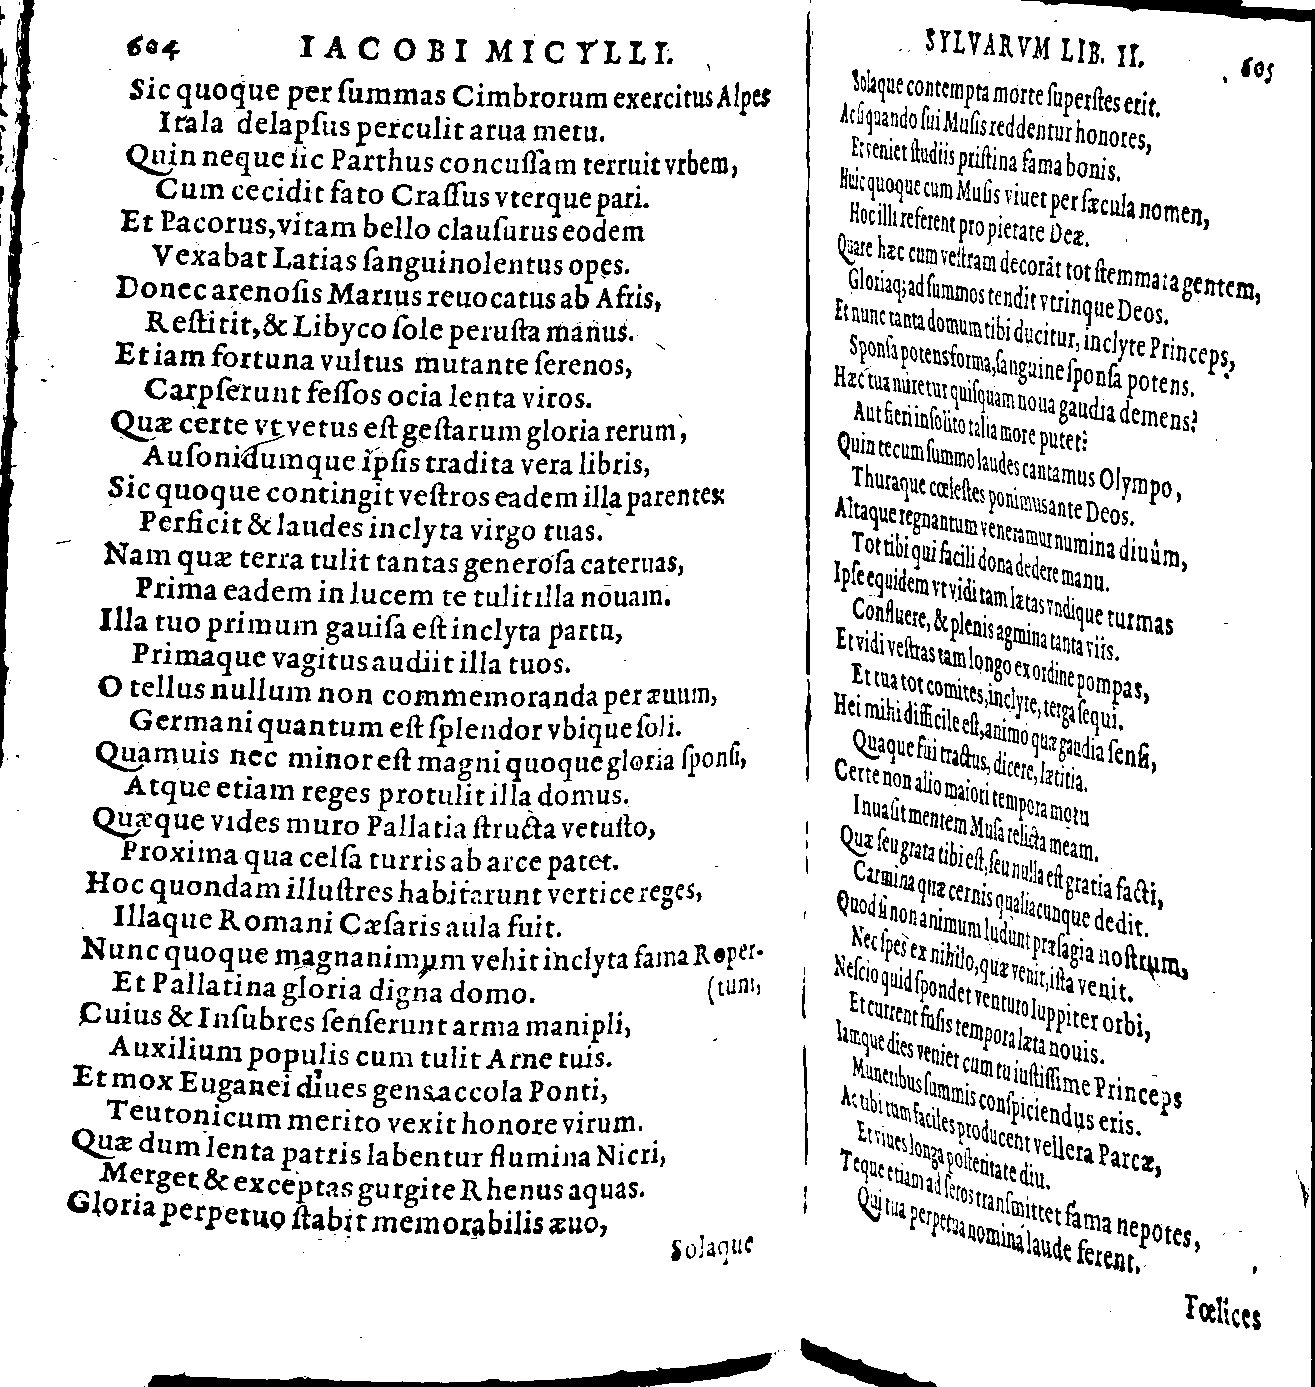 604 IACOBI MICYLLI.
Sic quoque per ſummas Cimbrorum exercitus Alpes
Itala delapſus perculit arua metu.
Quin neque ſic Parthus concuſſam terruit vrbem,
Cum cecidit fato Craſſus vterque pari.
Et Pacorus, vitam bello clauſurus eodem
Vexabat Latias ſanguinolentus opes.
Donec arenoſis Marius reuocatus ab Afris,
Reſtitit, & Libyco ſole peruſta manus.
Etiam fortuna vultus mutante ſerenos,
Carpſerunt feſſos ocia lenta viros.
Quæ certe vt vetus eſt geſtarum gloria rerum,
Auſonidumque ipſis tradita vera libris,
Sic quoque contingit veſtros eadem illa parentes:
Perficit & laudes inclyta virgo tuas.
Nam quæ terra tulit tantas generoſa cateruas,
Prima eadem in lucem te tulit illa nouam.
Illa tuo primum gauiſa eſt inclyta partu,
Primaque vagitus audiit illa tuos.
O tellus nullum non commemoranda per æuum,
Germani quantum eſt ſplendor vbique ſoli.
Quamuis nec minor eſt magni quoque gloria ſponſi,
Atque etiam reges protulit illa domus.
Quæque vides muro Pallatia ſtructa vetuſto,
Proxima qua celſa turris ab arce patet.
Hoc quondam illuſtres habitarunt vertice reges,
Illaque Romani Cæſaris aula fuit.
Nunc quoque magnanimum vehit inclyta fama Roper-
Et Pallatina gloria digna domo. (tum,
Cuius & Inſubres ſenſerunt arma manipli,
Auxilium populis cum tulit Arne tuis.
Et mox Euganei diues gens accola Ponti,
Teutonicum merito vexit honore virum.
Quæ dum lenta patris labentur flumina Nicri,
Merget & exceptas gurgite Rhenus aquas.
Gloria perpetuo ſtabit memorabilis æuo,
Solaque
SYLVARVM LIB. II. 605
Solaque contempta morte ſuperſtes erit.
Ac ſi quando ſui Muſis reddentur honores,
Et veniet ſtudiis priſtina fama bonis.
Huic quoque cum Muſis viuet per ſæcula nomen,
Hoc illi referent pro pietate Deæ.
Quare hæc cum veſtram decorãt tot ſtemmata gentem,
Gloriaq; ad ſummos tendit vtrinque Deos.
Et nunc tanta domum tibi ducitur, inclyte Princeps,
Sponſa potens forma, ſanguine ſponſa potens.
Hæc tua miretur quiſquam noua gaudia demens?
Aut fieri inſolito talia more putet?
Quin tecum ſummo laudes cantamus Olympo,
Thuraque cœleſtes ponimus ante Deos.
Altaque regnantum veneramur numina diuûm,
Tot tibi qui facili dona dedere manu.
Ipſe equidem vt vidi tam lætas vndique turmas
Confluere, & plenis agmina tanta viis.
Et vidi veſtras tam longo ex ordine pompas,
Et tua tot comites, inclyte, terga ſequi.
Hei mihi difficile eſt, animo quæ gaudia ſenſi,
Quaque fui tractus, dicere, lætitia.
Certe non alio maiori tempora motu
Inuaſit mentem Muſa relicta meam.
Quæ ſeu grata tibi eſt, ſeu nulla eſt gratia facti,
Carmina quæ cernis qualiacunque dedit.
Quod ſi non animum ludunt præſagia noſtrum,
Nec ſpes ex nihilo, quæ venit, iſta venit.
Neſcio quid ſpondet venturo Iuppiter orbi,
Et current fuſis tempora læta nouis.
Iamque dies veniet cum tu iuſtiſſime Princeps
Muneribus ſummis conſpiciendus eris.
Ac tibi tum faciles producent vellera Parcæ,
Et viues longa poſteritate diu.
Teque etiam ad ſeros tranſmittet fama nepotes,
Qui tua perpetua nomina laude ferent.
Fœlices